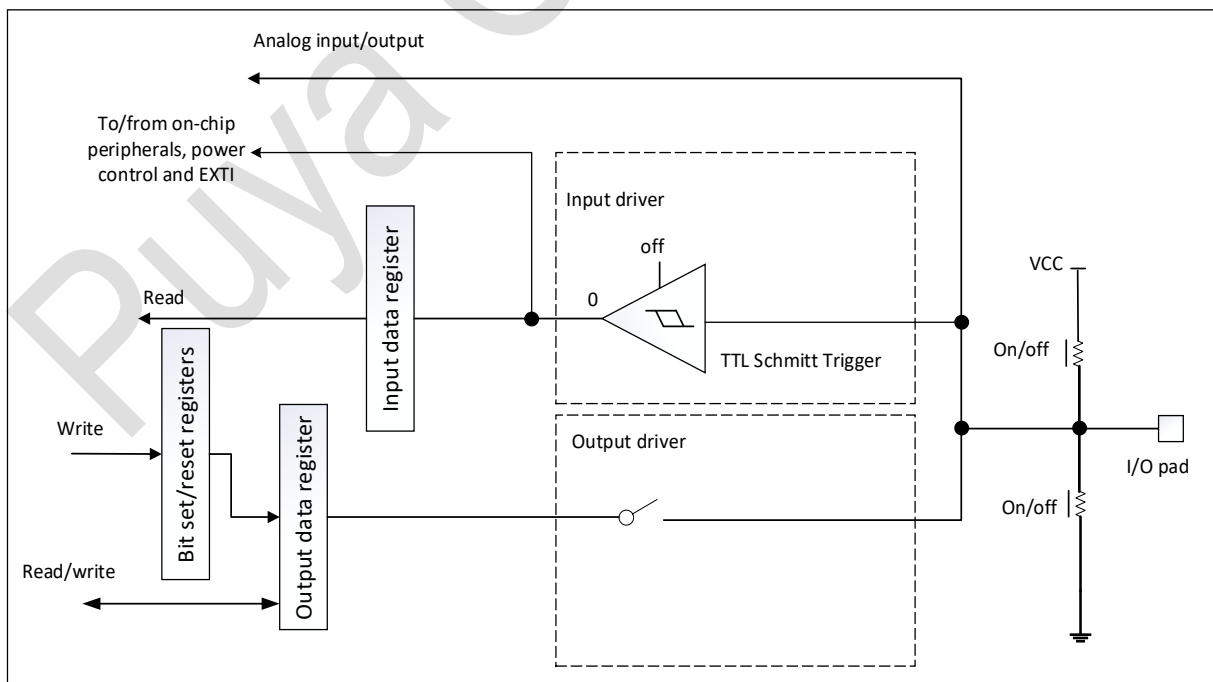 Analog input/output
To/from on-chip
peripherals, power
control and EXTI
Input driver
off
VCC
0
Read
Input data register
TTL Schmitt Trigger
On/off
Bit set/reset registers
Write
Output data register
Output driver
I/O pad
On/off
Read/write
Puya